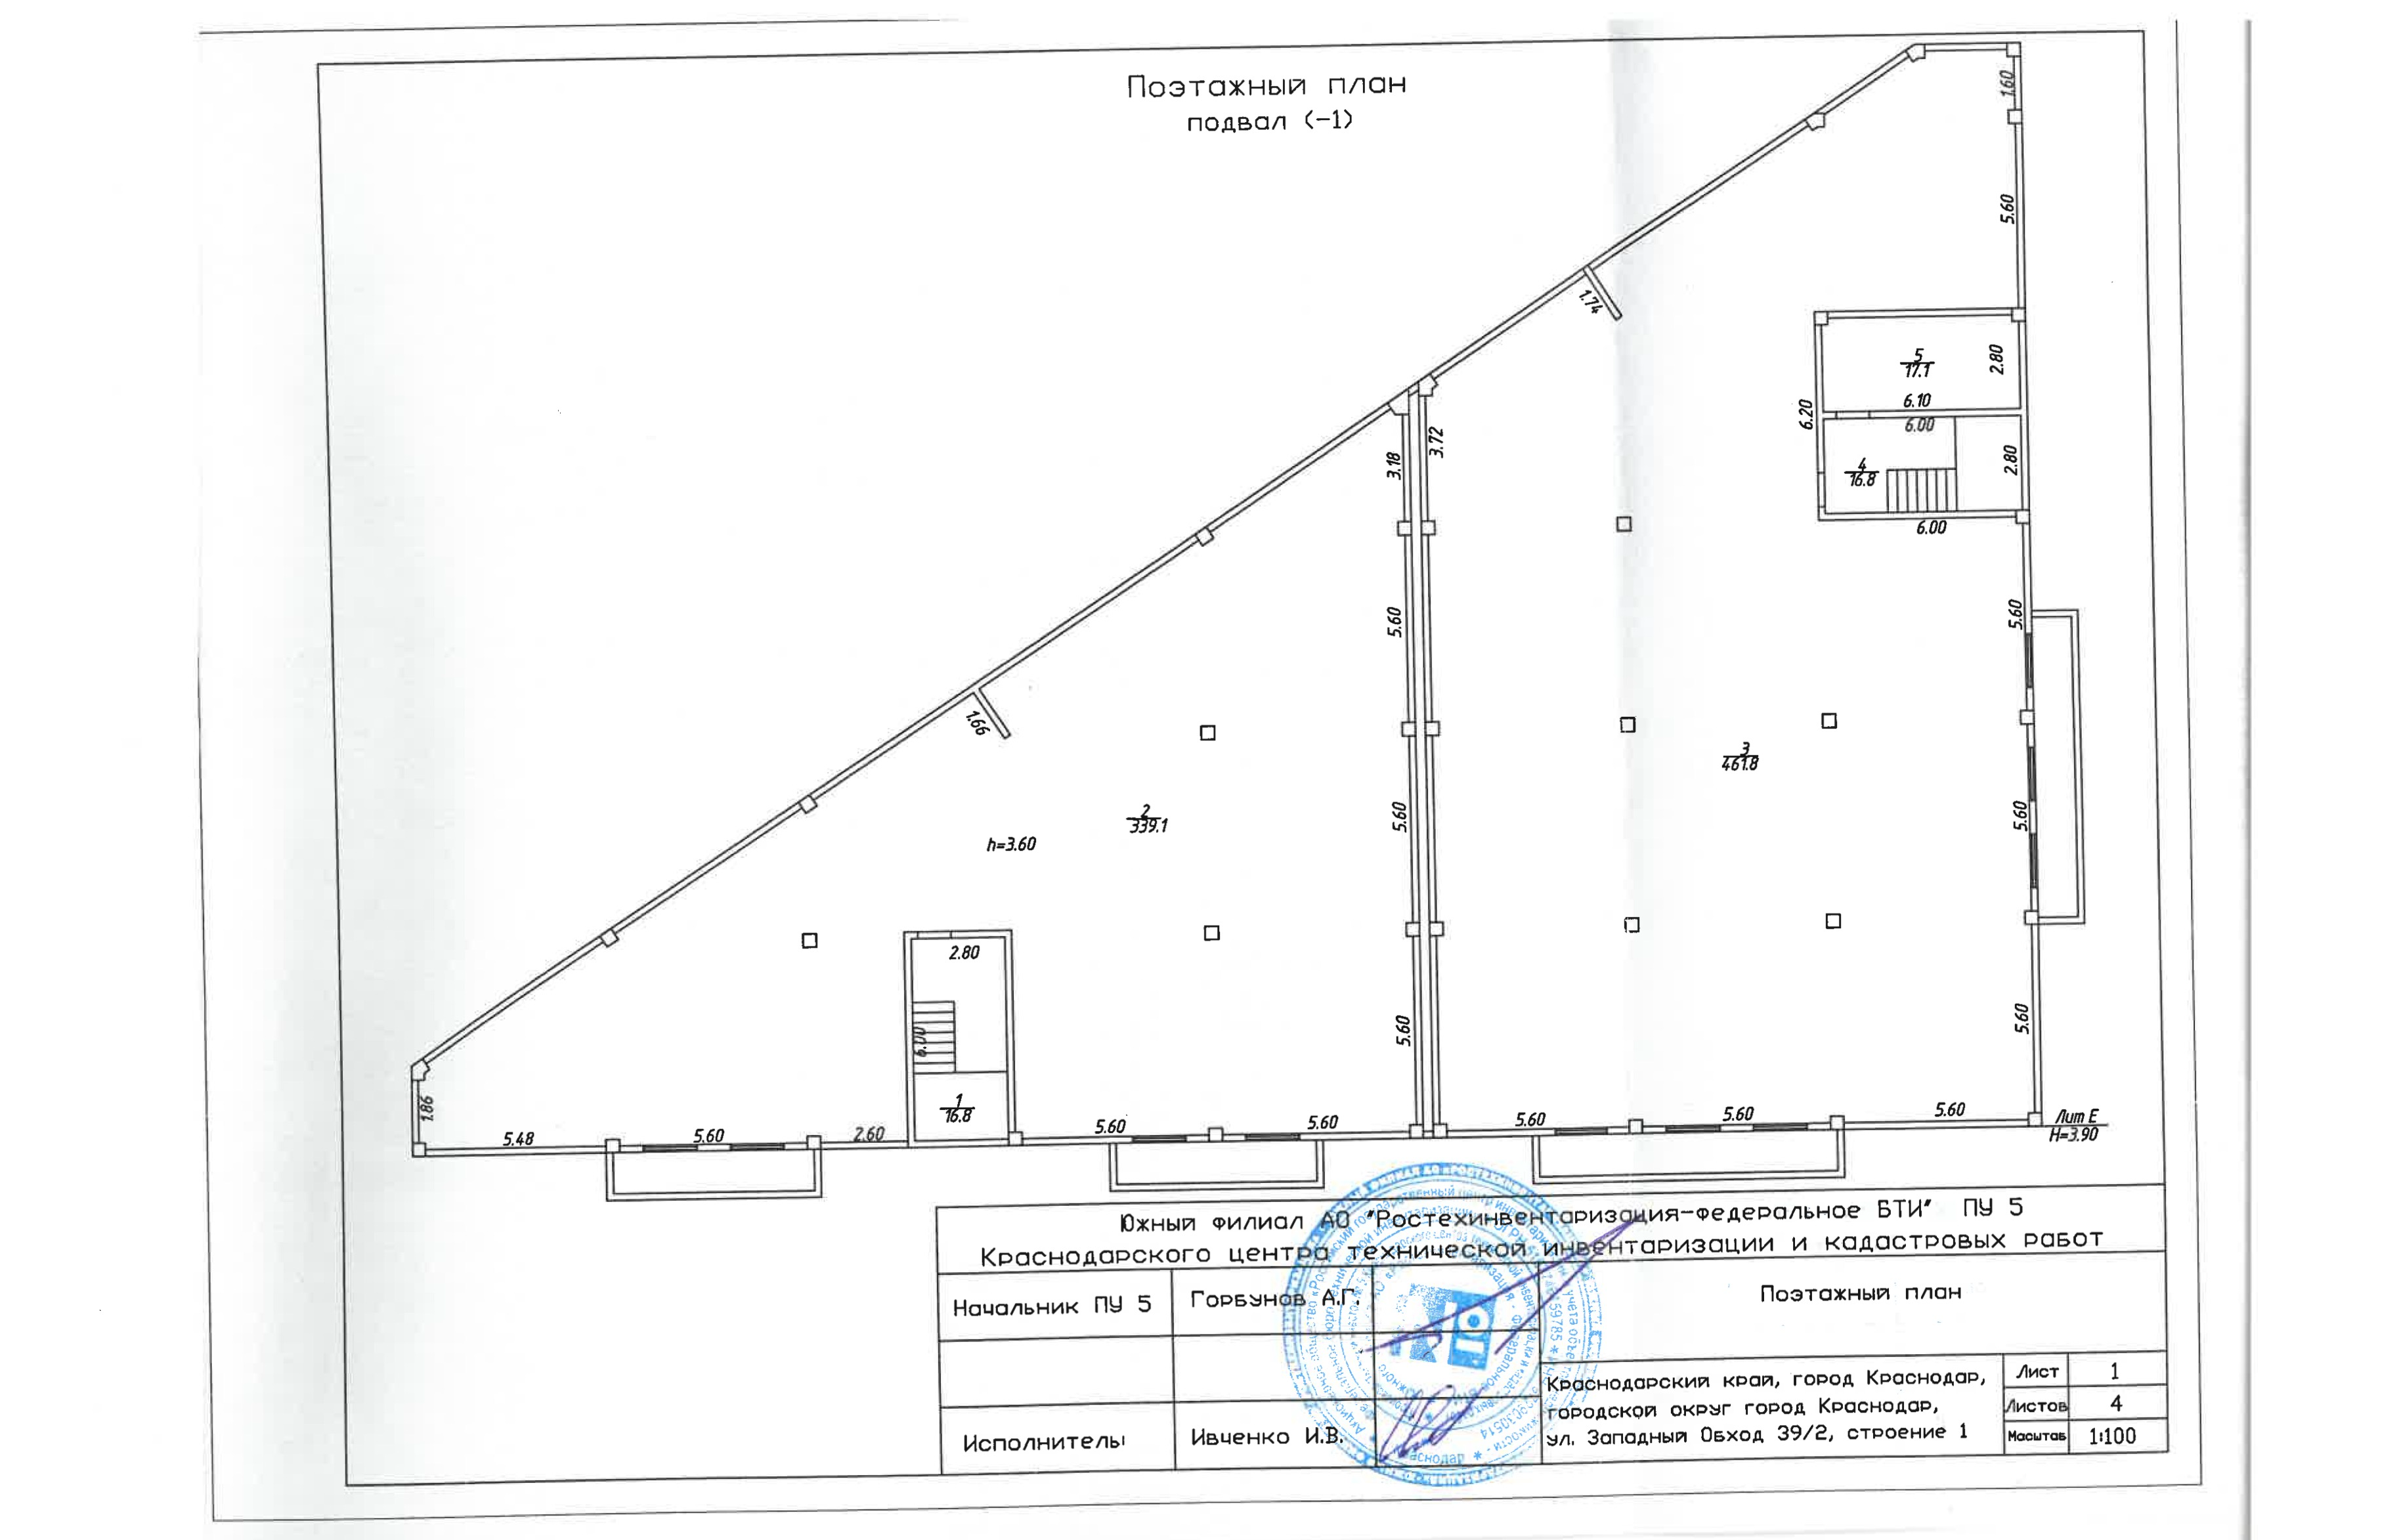 Поэтажный план
подвал (-1)
1.60
5.60
1.74
5
17.1
2.80
6.10
6.20
6.00
4
16.8
2.80
6.00
3.18
3.72
5.60
5.60
1.66
3
461.8
2
339.1
h=3.60
5.60
5.60
2.80
6.00
5.60
5.60
1
16.8
1.86
5.48
5.60
2.60
5.60
5.60
5.60
5.60
5.60
Лит Е
Н=3.90
Южный филиал АО "Ростехинвентаризация-Федеральное БТИ" ПУ 5
Краснодарского центра технической инвентаризации и кадастровых работ
Начальник ПУ 5
Горбунов А.Г.
Поэтажный план
Исполнитель
Ивченко И.В.
Краснодарский край, город Краснодар,
городской округ город Краснодар,
ул. Западный Обход 39/2, строение 1
Лист 1
Листов 4
Масштаб 1:100